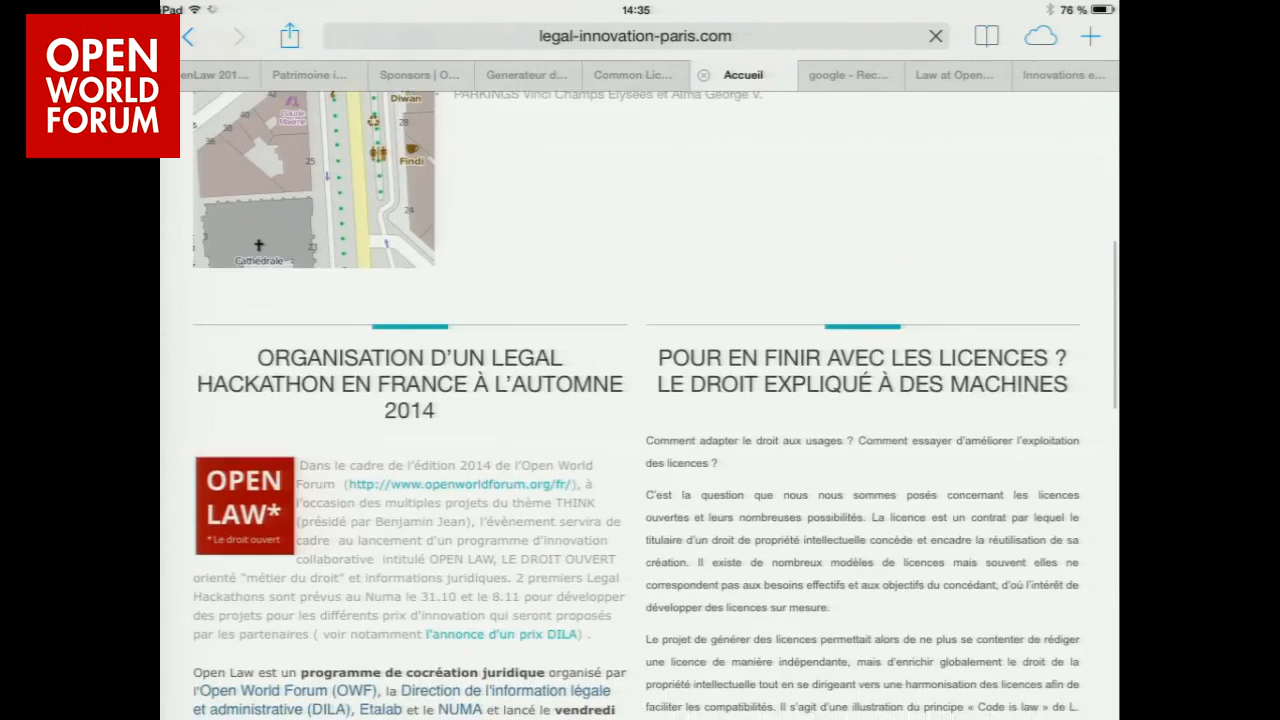 iPad
14:35
76 %
OPEN
WORLD
FORUM
legal-innovation-paris.com
enLaw 201...
Patrimoine i...
Sponsors | O...
Generateur d...
Common Lic...
Accueil
google - Rec...
Law at Open...
Innovations e...
PARKINGS Vinci Champs Elysées et Alma George V.
42
40
38
36
25
23
Diwan
28
Findi
24
Cathédrale
ORGANISATION D'UN LEGAL
HACKATHON EN FRANCE À L'AUTOMNE
2014
OPEN
LAW*
*Le droit ouvert
Dans le cadre de l'édition 2014 de l'Open World
Forum (http://www.openworldforum.org/fr/), à
l'occasion des multiples projets du thème THINK
(présidé par Benjamin Jean), l'évènement servira de
cadre au lancement d'un programme d'innovation
collaborative intitulé OPEN LAW, LE DROIT OUVERT
orienté "métier du droit" et informations juridiques. 2 premiers Legal
Hackathons sont prévus au Numa le 31.10 et le 8.11 pour développer
des projets pour les différents prix d'innovation qui seront proposés
par les partenaires ( voir notamment l'annonce d'un prix DILA) .
Open Law est un programme de cocréation juridique organisé par
l'Open World Forum (OWF), la Direction de l'information légale
et administrative (DILA), Etalab et le NUMA et lancé le vendredi
POUR EN FINIR AVEC LES LICENCES ?
LE DROIT EXPLIQUÉ À DES MACHINES
Comment adapter le droit aux usages ? Comment essayer d'améliorer l'exploitation
des licences ?
C'est la question que nous nous sommes posés concernant les licences
ouvertes et leurs nombreuses possibilités. La licence est un contrat par lequel le
titulaire d'un droit de propriété intellectuelle concède et encadre la réutilisation de sa
création. Il existe de nombreux modèles de licences mais souvent elles ne
correspondent pas aux besoins effectifs et aux objectifs du concédant, d'où l'intérêt de
développer des licences sur mesure.
Le projet de générer des licences permettait alors de ne plus se contenter de rédiger
une licence de manière indépendante, mais d'enrichir globalement le droit de la
propriété intellectuelle tout en se dirigeant vers une harmonisation des licences afin de
faciliter les compatibilités. Il s'agit d'une illustration du principe « Code is law » de L.